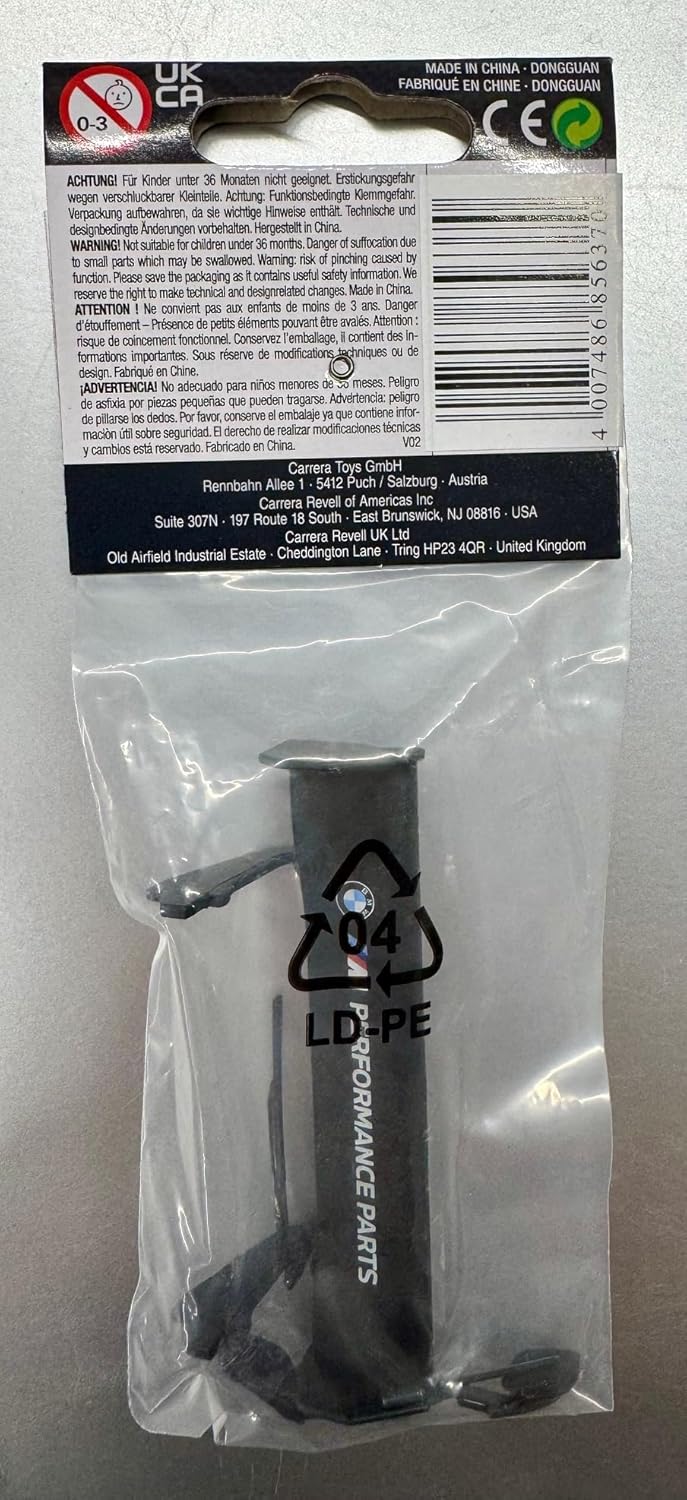 UK
CA
0-3
MADE IN CHINA · DONGGUAN
FABRIQUÉ EN CHINE · DONGGUAN
CE
ACHTUNG! Für Kinder unter 36 Monaten nicht geeignet. Erstickungsgefahr
wegen verschluckbarer Kleinteile. Achtung: Funktionsbedingte Klemmgefahr.
Verpackung aufbewahren, da sie wichtige Hinweise enthält. Technische und
designbedingte Änderungen vorbehalten. Hergestellt in China.
WARNING! Not suitable for children under 36 months. Danger of suffocation due
to small parts which may be swallowed. Warning: risk of pinching caused by
function. Please save the packaging as it contains useful safety information. We
reserve the right to make technical and designrelated changes. Made in China.
ATTENTION ! Ne convient pas aux enfants de moins de 3 ans. Danger
d'étouffement – Présence de petits éléments pouvant être avalés. Attention :
risque de coincement fonctionnel. Conservez l'emballage, il contient des in-
formations importantes. Sous réserve de modifications techniques ou de
design. Fabriqué en Chine.
¡ADVERTENCIA! No adecuado para niños menores de 36 meses. Peligro
de asfixia por piezas pequeñas que pueden tragarse. Advertencia: peligro
de pillarse los dedos. Por favor, conserve el embalaje ya que contiene infor-
maciòn útil sobre seguridad. El derecho de realizar modificaciones técnicas
y cambios está reservado. Fabricado en China.
V02
4 007486 856370
Carrera Toys GmbH
Rennbahn Allee 1 · 5412 Puch / Salzburg · Austria
Carrera Revell of Americas Inc
Suite 307N · 197 Route 18 South · East Brunswick, NJ 08816 · USA
Carrera Revell UK Ltd
Old Airfield Industrial Estate · Cheddington Lane · Tring HP23 4QR · United Kingdom
BMW
M PERFORMANCE PARTS
04
LD-PE